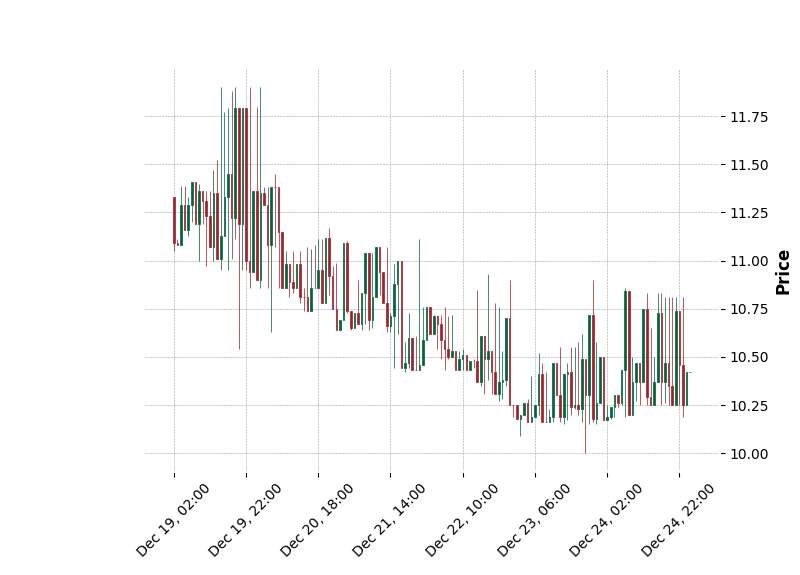 11.75
11.50
11.25
11.00
10.75
10.50
10.25
10.00
Price
Dec 19, 02:00
Dec 19, 22:00
Dec 20, 18:00
Dec 21, 14:00
Dec 22, 10:00
Dec 23, 06:00
Dec 24, 02:00
Dec 24, 22:00